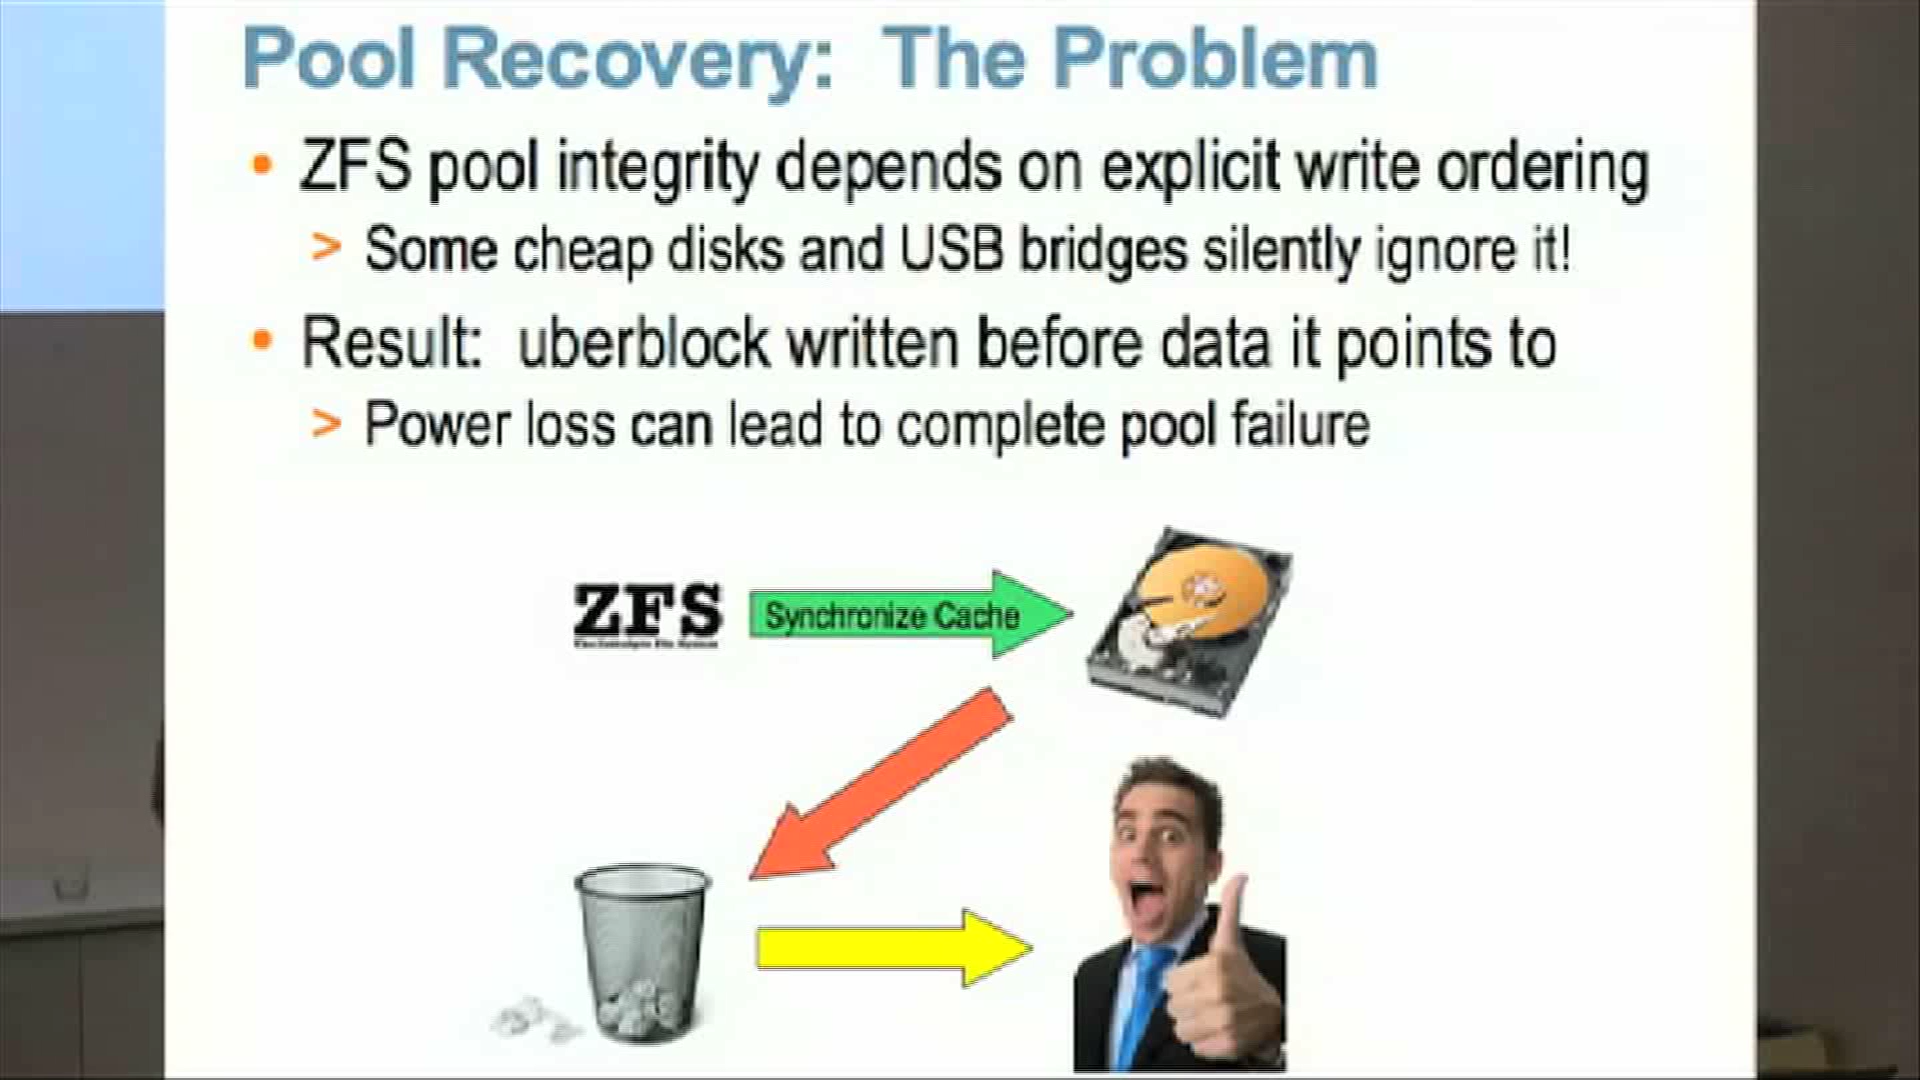 Pool Recovery: The Problem
• ZFS pool integrity depends on explicit write ordering
> Some cheap disks and USB bridges silently ignore it!
• Result: uberblock written before data it points to
> Power loss can lead to complete pool failure
ZFS
Synchronize Cache